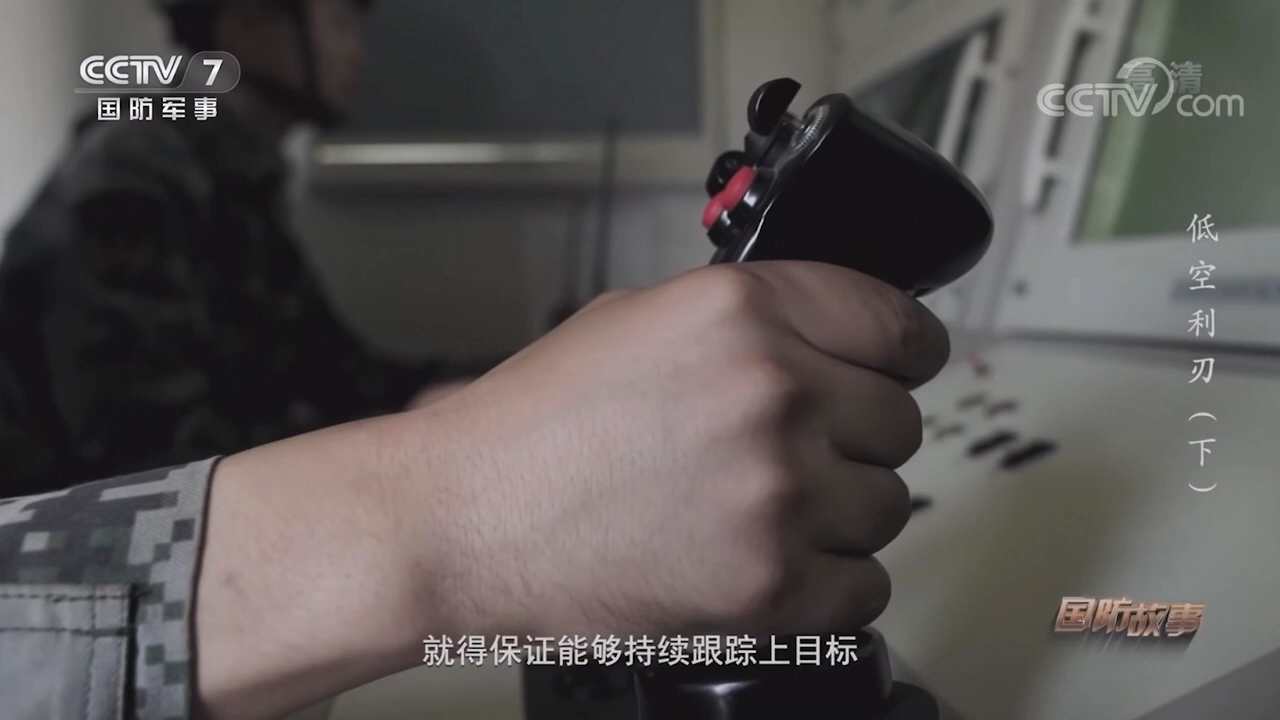 CCTV 7
国防军事
高清
CCTV.com
低空利刃（下）
国防故事
就得保证能够持续跟踪上目标